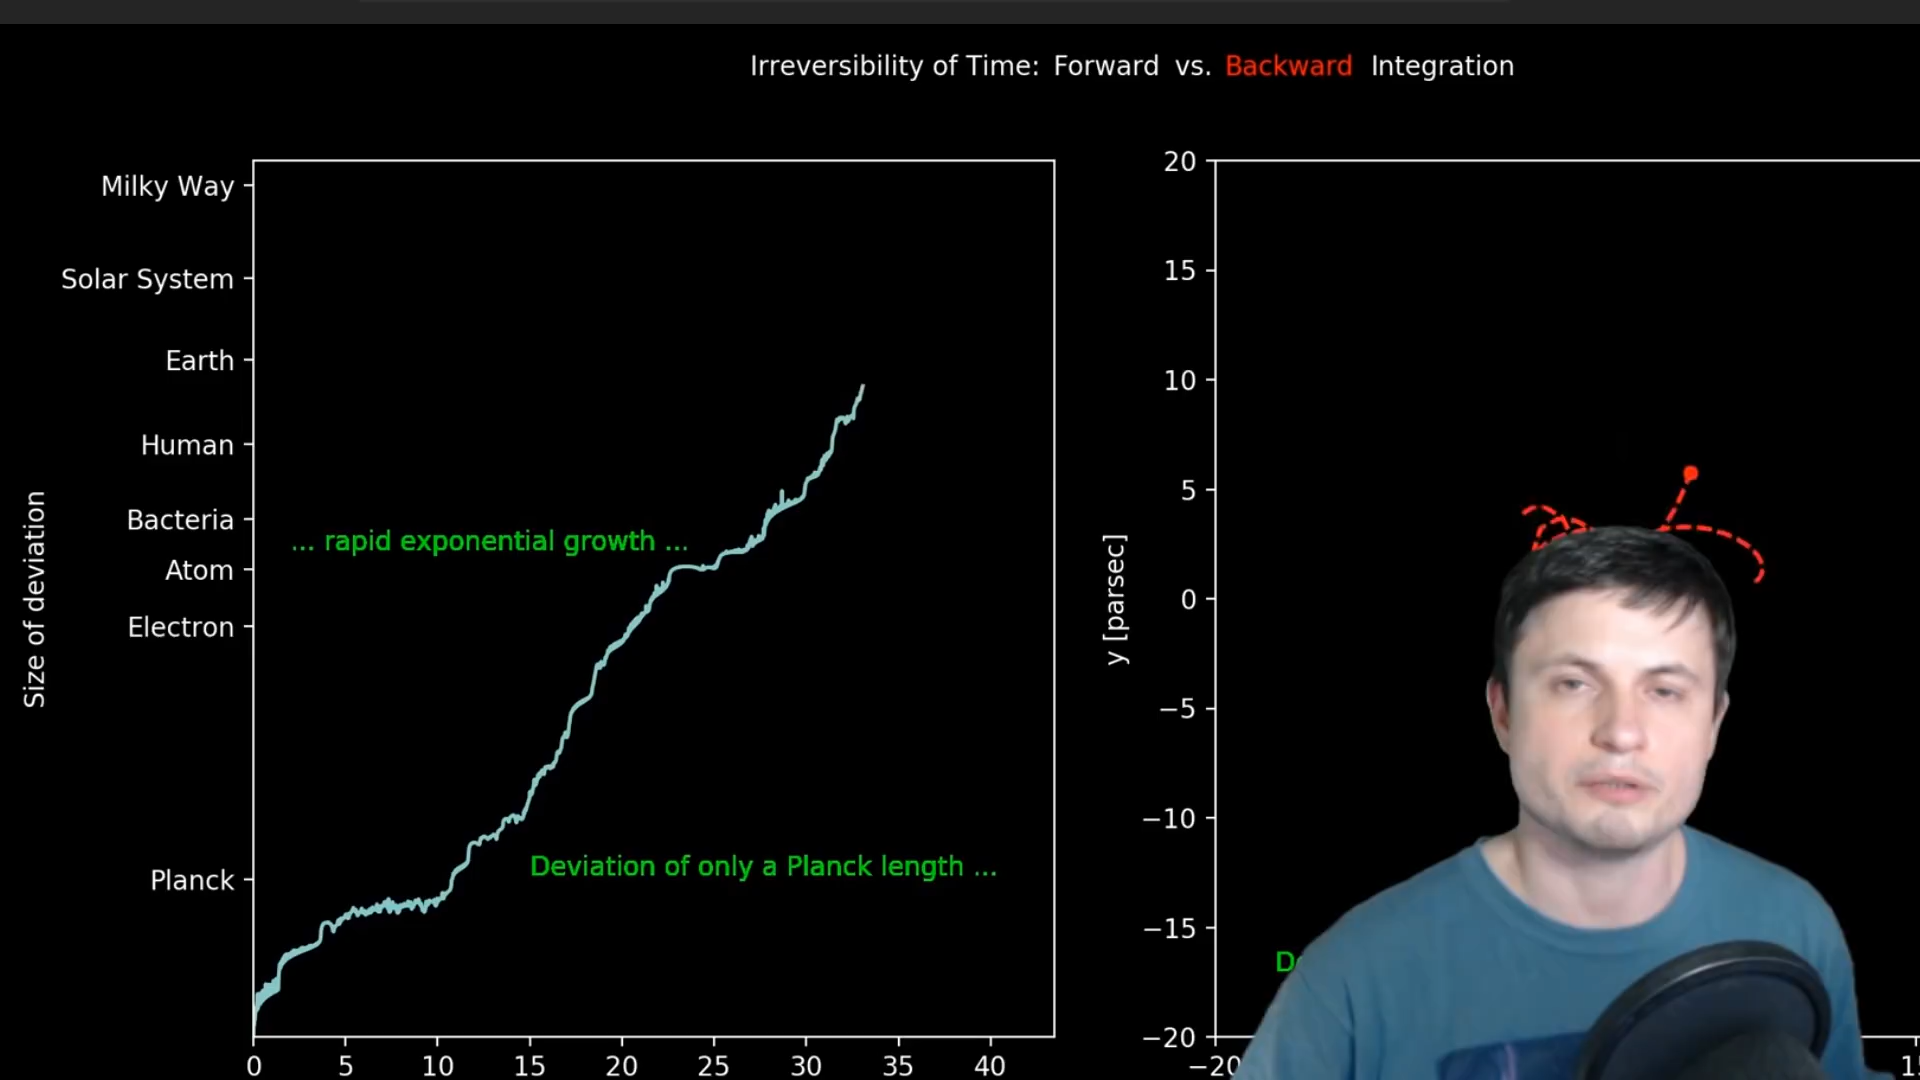 Irreversibility of Time: Forward vs. Backward Integration
Milky Way
Solar System
Earth
Human
Bacteria
Atom
Electron
Planck
Size of deviation
... rapid exponential growth ...
Deviation of only a Planck length ...
0 5 10 15 20 25 30 35 40
20
15
10
5
0
−5
−10
−15
−20
y [parsec]
−20